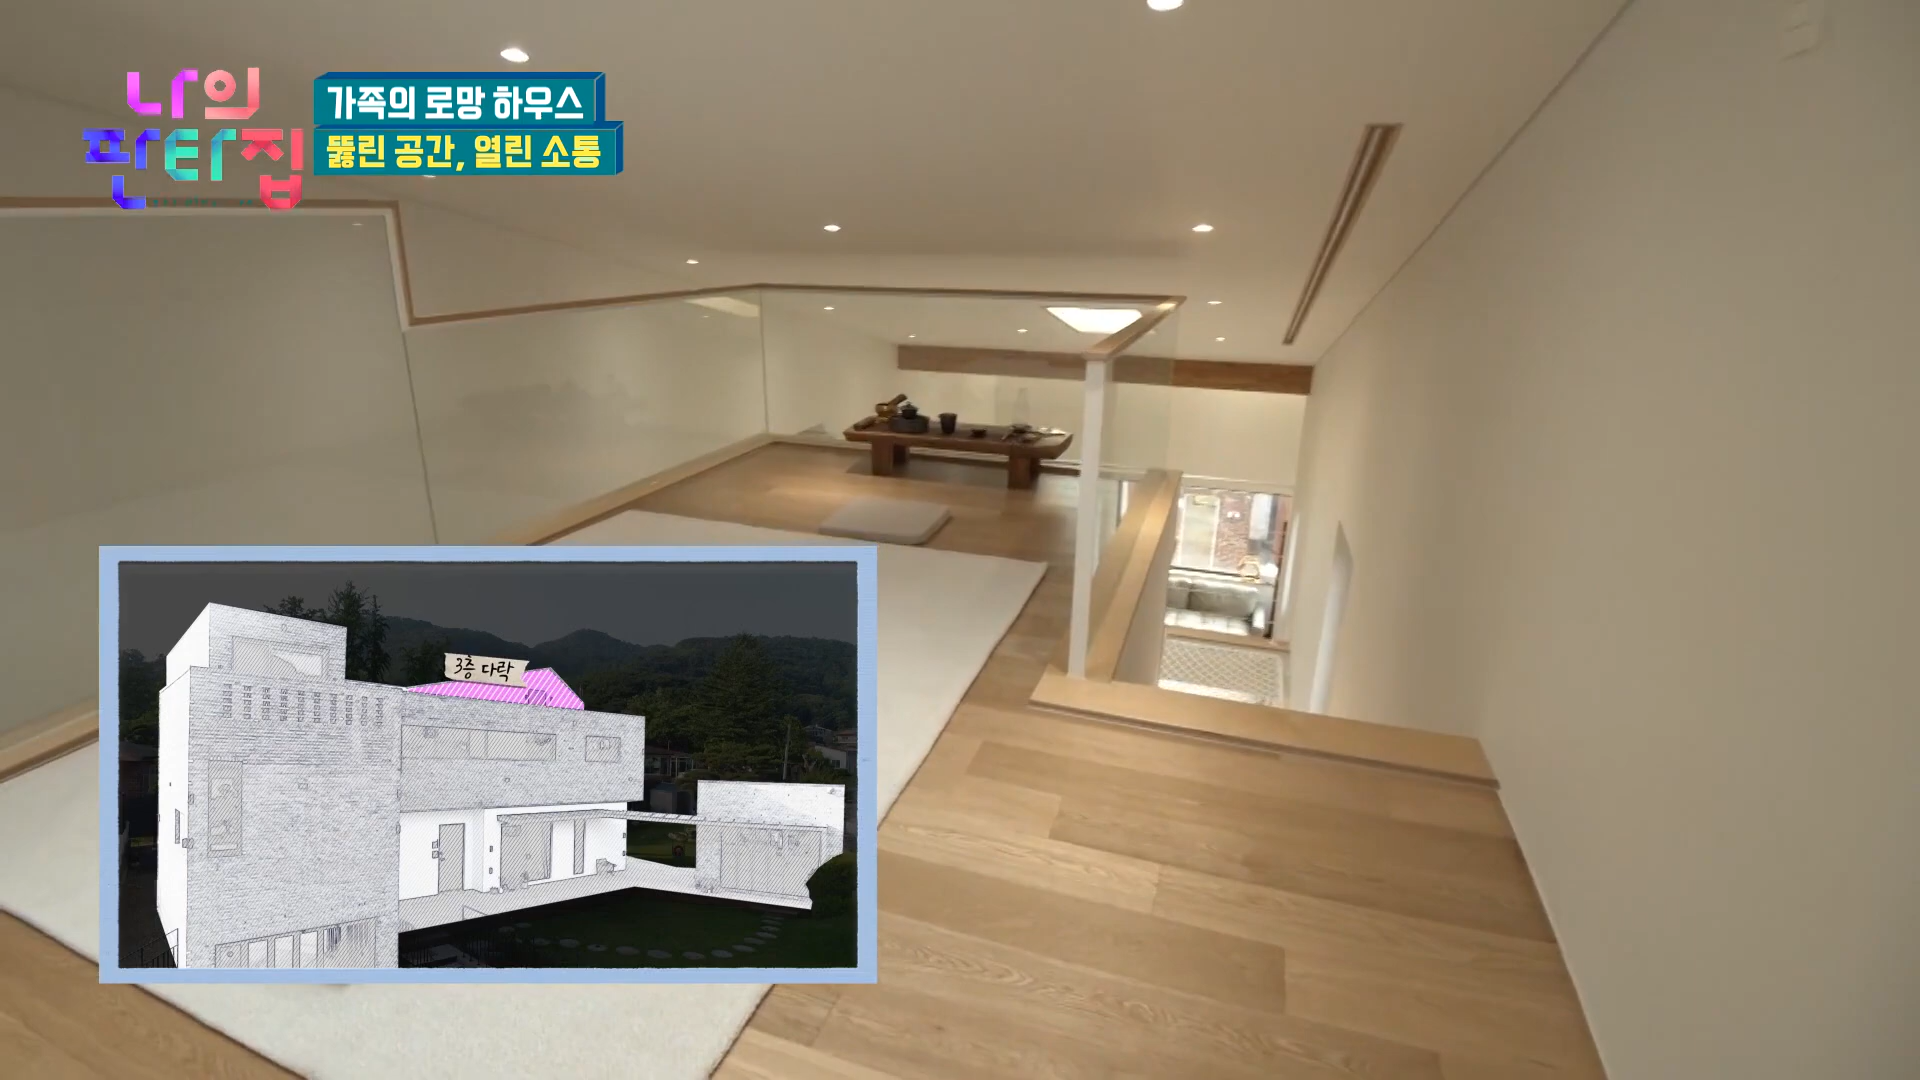 나의
판타집
가족의 로망 하우스
뚫린 공간, 열린 소통
3층 다락